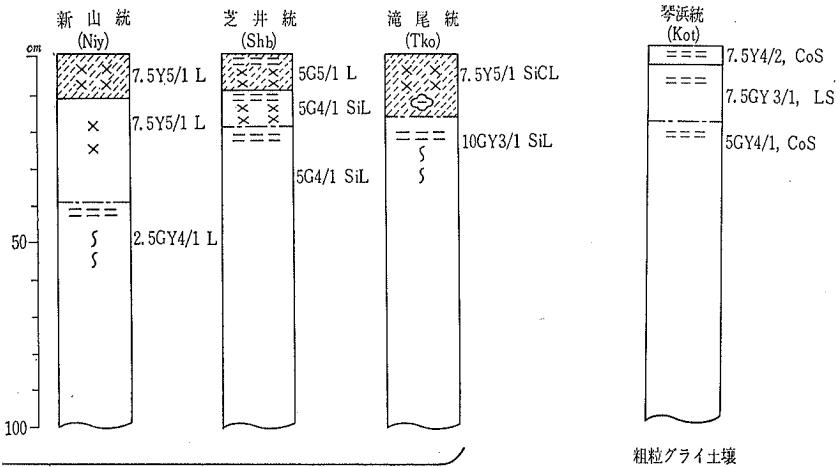 新山統
(Niy)
芝井統
(Shb)
滝尾統
(Tko)
琴浜統
(Kot)
cm
7.5Y5/1 L
7.5Y5/1 L
2.5GY4/1 L
5G5/1 L
5G4/1 SiL
5G4/1 SiL
7.5Y5/1 SiCL
10GY3/1 SiL
7.5Y4/2, CoS
7.5GY 3/1, LS
5GY4/1, CoS
50
100
粗粒グライ土壌